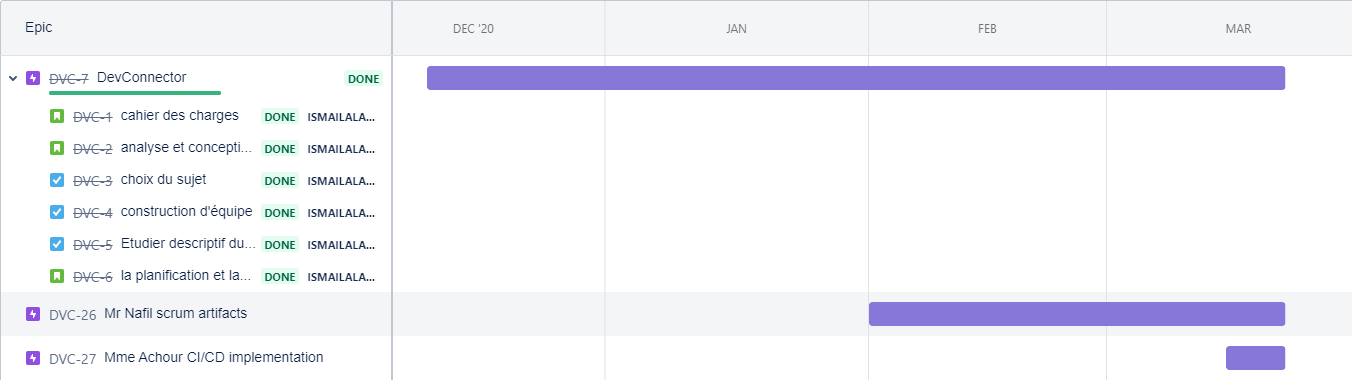 Epic DEC '20 JAN FEB MAR
DVC-7 DevConnector DONE
DVC-1 cahier des charges DONE ISMAILALA...
DVC-2 analyse et concepti... DONE ISMAILALA...
DVC-3 choix du sujet DONE ISMAILALA...
DVC-4 construction d'équipe DONE ISMAILALA...
DVC-5 Etudier descriptif du... DONE ISMAILALA...
DVC-6 la planification et la... DONE ISMAILALA...
DVC-26 Mr Nafil scrum artifacts
DVC-27 Mme Achour CI/CD implementation